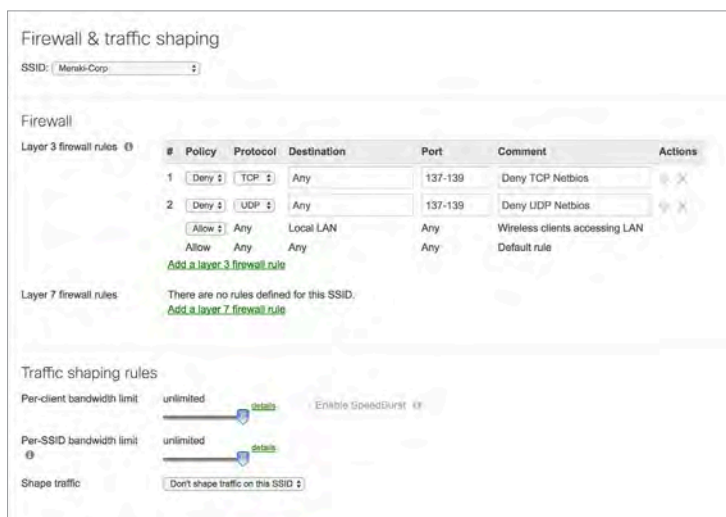 Firewall & traffic shaping
SSID: Meraki-Corp
Firewall
Layer 3 firewall rules
# Policy Protocol Destination Port Comment Actions
1 Deny TCP Any 137-139 Deny TCP Netbios
2 Deny UDP Any 137-139 Deny UDP Netbios
Allow Any Local LAN Any Wireless clients accessing LAN
Allow Any Any Any Default rule
Add a layer 3 firewall rule
Layer 7 firewall rules There are no rules defined for this SSID.
Add a layer 7 firewall rule
Traffic shaping rules
Per-client bandwidth limit unlimited details Enable SpeedBurst
Per-SSID bandwidth limit unlimited details
Shape traffic Don't shape traffic on this SSID